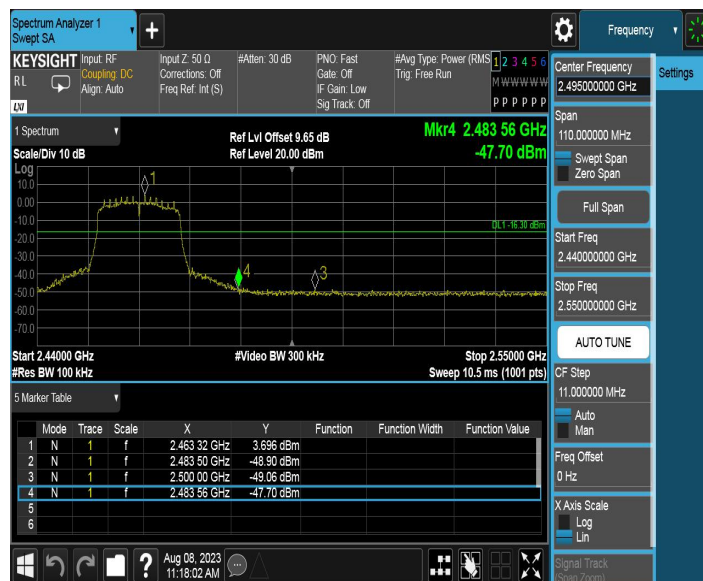 Spectrum Analyzer 1
Swept SA
+
Frequency
KEYSIGHT
RL
LXI
Input: RF
Coupling: DC
Align: Auto
Input Z: 50 Ω
Corrections: Off
Freq Ref: Int (S)
#Atten: 30 dB
PNO: Fast
Gate: Off
IF Gain: Low
Sig Track: Off
#Avg Type: Power (RMS
Trig: Free Run
1 2 3 4 5 6
M W W W W W
P P P P P P
Center Frequency
2.495000000 GHz
Settings
Span
110.000000 MHz
Swept Span
Zero Span
Full Span
Start Freq
2.440000000 GHz
Stop Freq
2.550000000 GHz
AUTO TUNE
CF Step
11.000000 MHz
Auto
Man
Freq Offset
0 Hz
X Axis Scale
Log
Lin
Signal Track
(Span Zoom)
1 Spectrum
Scale/Div 10 dB
Ref Lvl Offset 9.65 dB
Ref Level 20.00 dBm
Mkr4 2.483 56 GHz
-47.70 dBm
Log
10.0
0.00
-10.0
-20.0
-30.0
-40.0
-50.0
-60.0
-70.0
1
4
3
DL1 -16.30 dBm
Start 2.44000 GHz
#Video BW 300 kHz
Stop 2.55000 GHz
#Res BW 100 kHz
Sweep 10.5 ms (1001 pts)
5 Marker Table
Mode Trace Scale X Y Function Function Width Function Value
1 N 1 f 2.463 32 GHz 3.696 dBm
2 N 1 f 2.483 50 GHz -48.90 dBm
3 N 1 f 2.500 00 GHz -49.06 dBm
4 N 1 f 2.483 56 GHz -47.70 dBm
5
6
?
Aug 08, 2023
11:18:02 AM